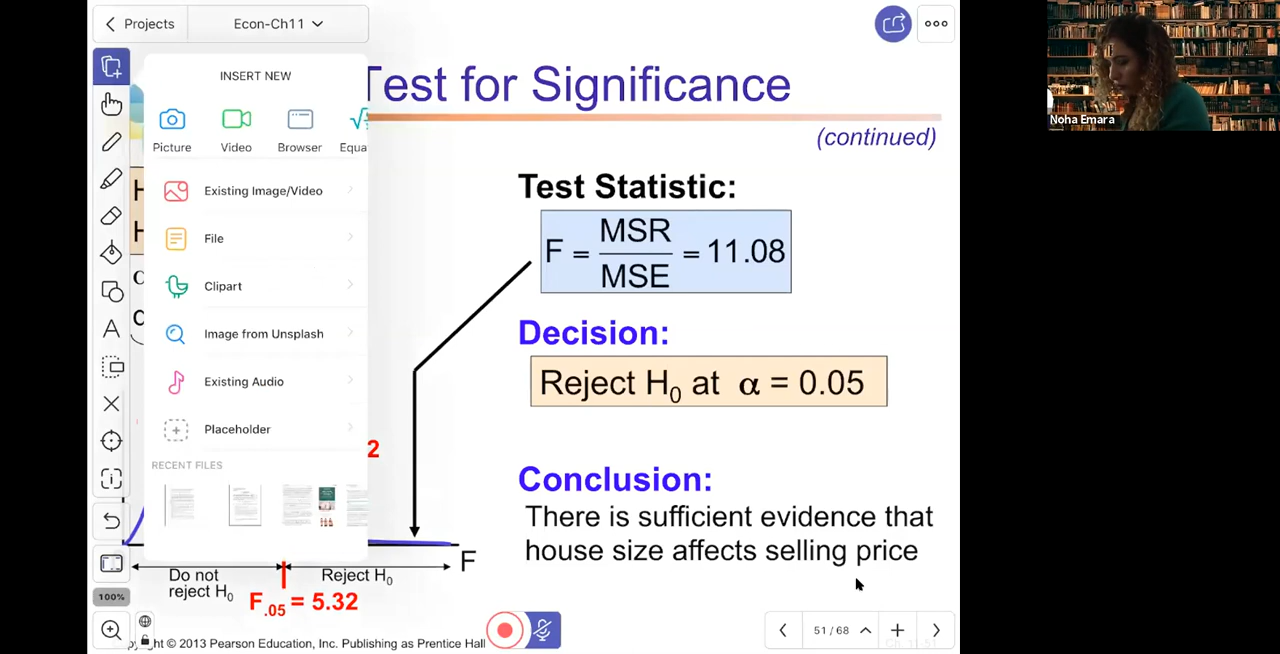 Projects
Econ-Ch11
INSERT NEW
Picture
Video
Browser
Equa
Existing Image/Video
File
Clipart
Image from Unsplash
Existing Audio
Placeholder
RECENT FILES
100%
Test for Significance
(continued)
Test Statistic:
F = MSR / MSE = 11.08
Decision:
Reject H0 at α = 0.05
Conclusion:
There is sufficient evidence that
house size affects selling price
H
H
2
F
Do not
reject H0
Reject H0
F.05 = 5.32
ght © 2013 Pearson Education, Inc. Publishing as Prentice Hall
51 / 68
Noha Emara